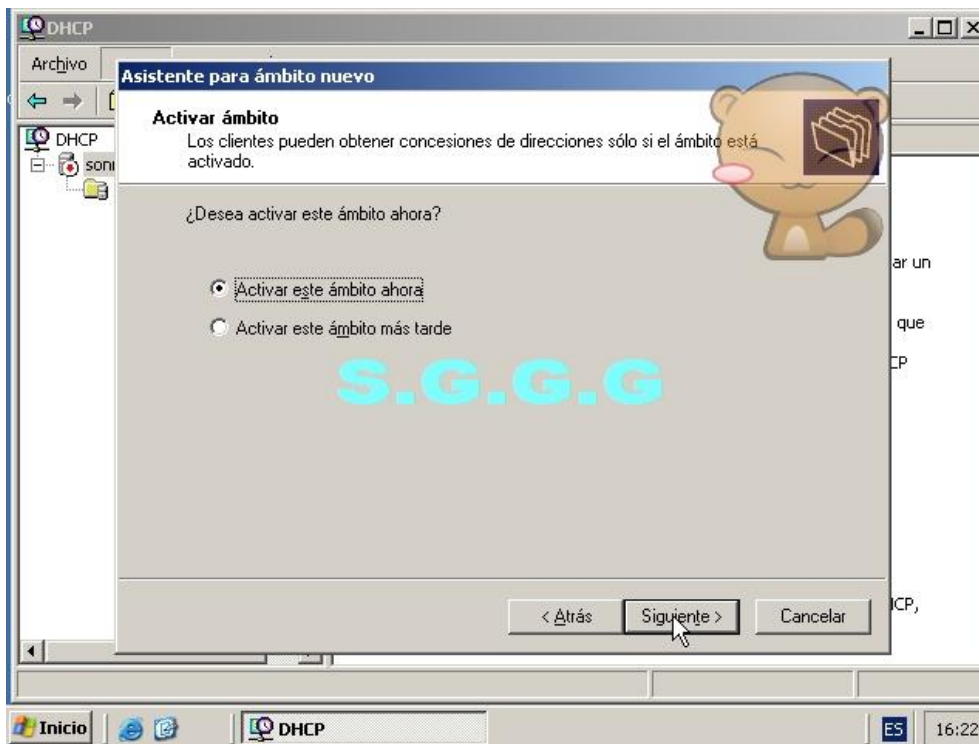 DHCP
Archivo
Asistente para ámbito nuevo
Activar ámbito
Los clientes pueden obtener concesiones de direcciones sólo si el ámbito está
activado.
DHCP
¿Desea activar este ámbito ahora?
ar un
Activar este ámbito ahora
Activar este ámbito más tarde
que
S.G.G.G
< Atrás
Siguiente >
Cancelar
Inicio
DHCP
ES
16:22